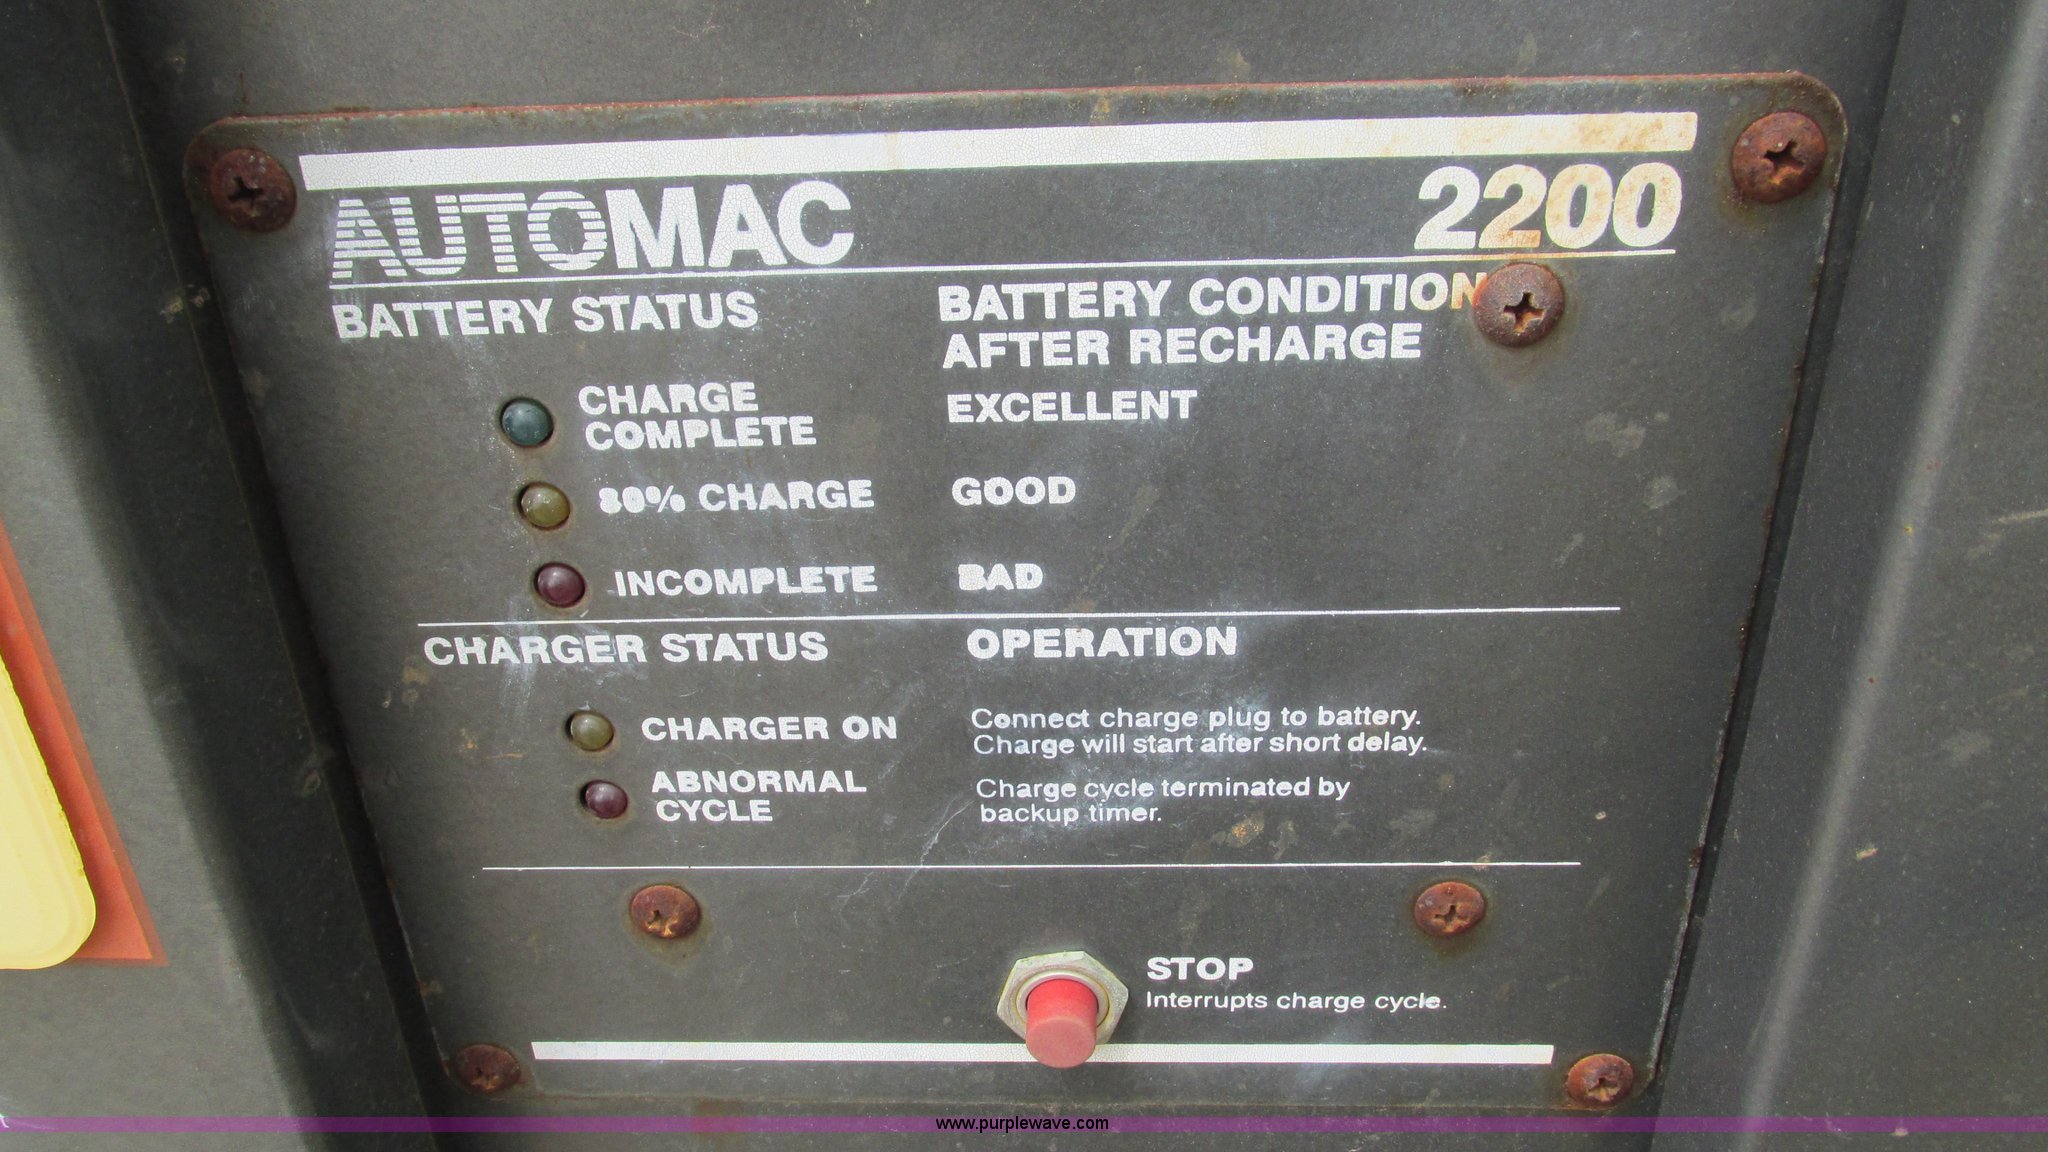 AUTOMAC 2200
BATTERY STATUS
BATTERY CONDITION
AFTER RECHARGE
CHARGE
COMPLETE
EXCELLENT
80% CHARGE
GOOD
INCOMPLETE
BAD
CHARGER STATUS
OPERATION
CHARGER ON
Connect charge plug to battery.
Charge will start after short delay.
ABNORMAL
CYCLE
Charge cycle terminated by
backup timer.
STOP
Interrupts charge cycle.
www.purplewave.com